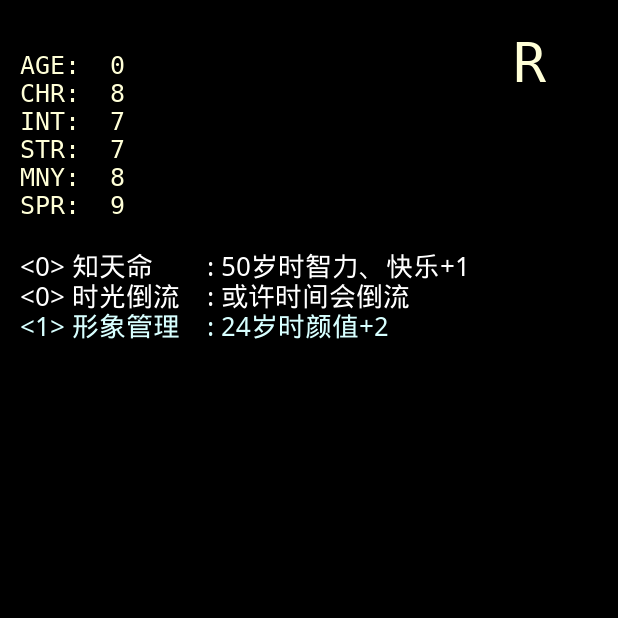 R
AGE: 0
CHR: 8
INT: 7
STR: 7
MNY: 8
SPR: 9
<0> 知天命 : 50岁时智力、快乐+1
<0> 时光倒流 : 或许时间会倒流
<1> 形象管理 : 24岁时颜值+2